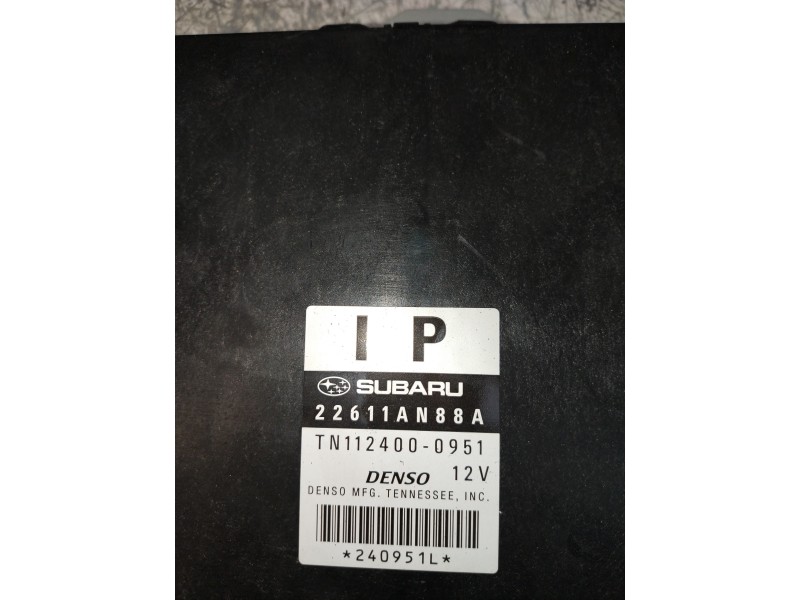 I P
SUBARU
22611AN88A
TN112400-0951
DENSO 12V
DENSO MFG. TENNESSEE, INC.
*240951L*